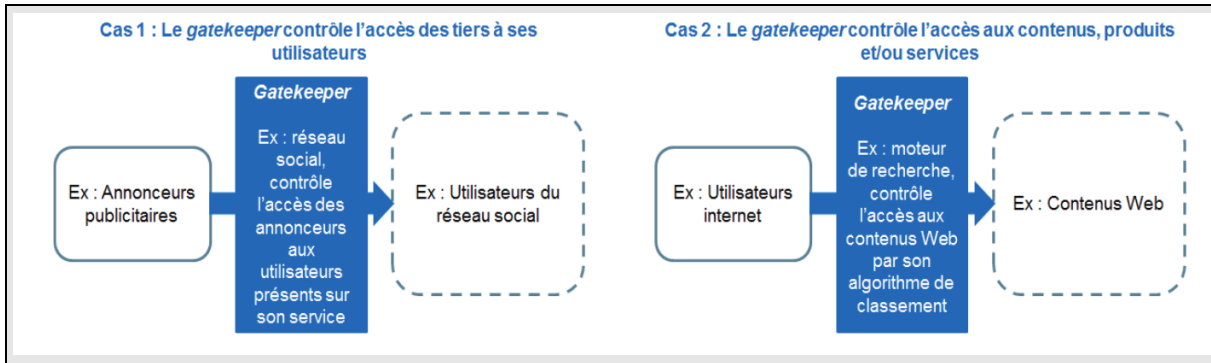 Cas 1 : Le gatekeeper contrôle l'accès des tiers à ses
utilisateurs
Ex : Annonceurs
publicitaires
Gatekeeper
Ex : réseau
social,
contrôle
l'accès des
annonceurs
aux
utilisateurs
présents sur
son service
Ex : Utilisateurs du
réseau social
Cas 2 : Le gatekeeper contrôle l'accès aux contenus, produits
et/ou services
Ex : Utilisateurs
internet
Gatekeeper
Ex : moteur
de recherche,
contrôle
l'accès aux
contenus Web
par son
algorithme de
classement
Ex : Contenus Web